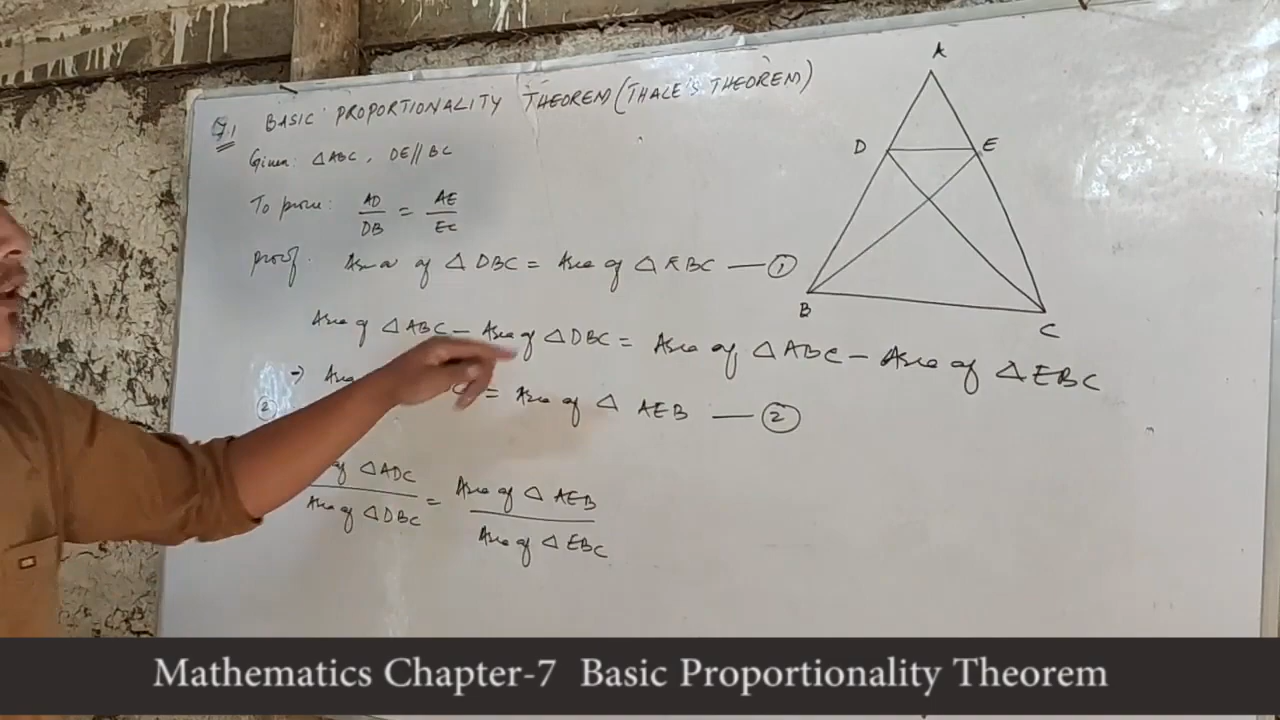 7.1 BASIC PROPORTIONALITY THEOREM (THALE'S THEOREM)
Given: △ABC, DE//BC
To prove: AD/DB = AE/EC
proof. Area of △DBC = Area of △EBC — ①
Area of △ABC – Area of △DBC = Area of △ABC – Area of △EBC
→ Area = Area of △ AEB — ②
②
of △ADC / Area of △DBC = Area of △AEB / Area of △EBC
A
D E
B
C
Mathematics Chapter-7 Basic Proportionality Theorem